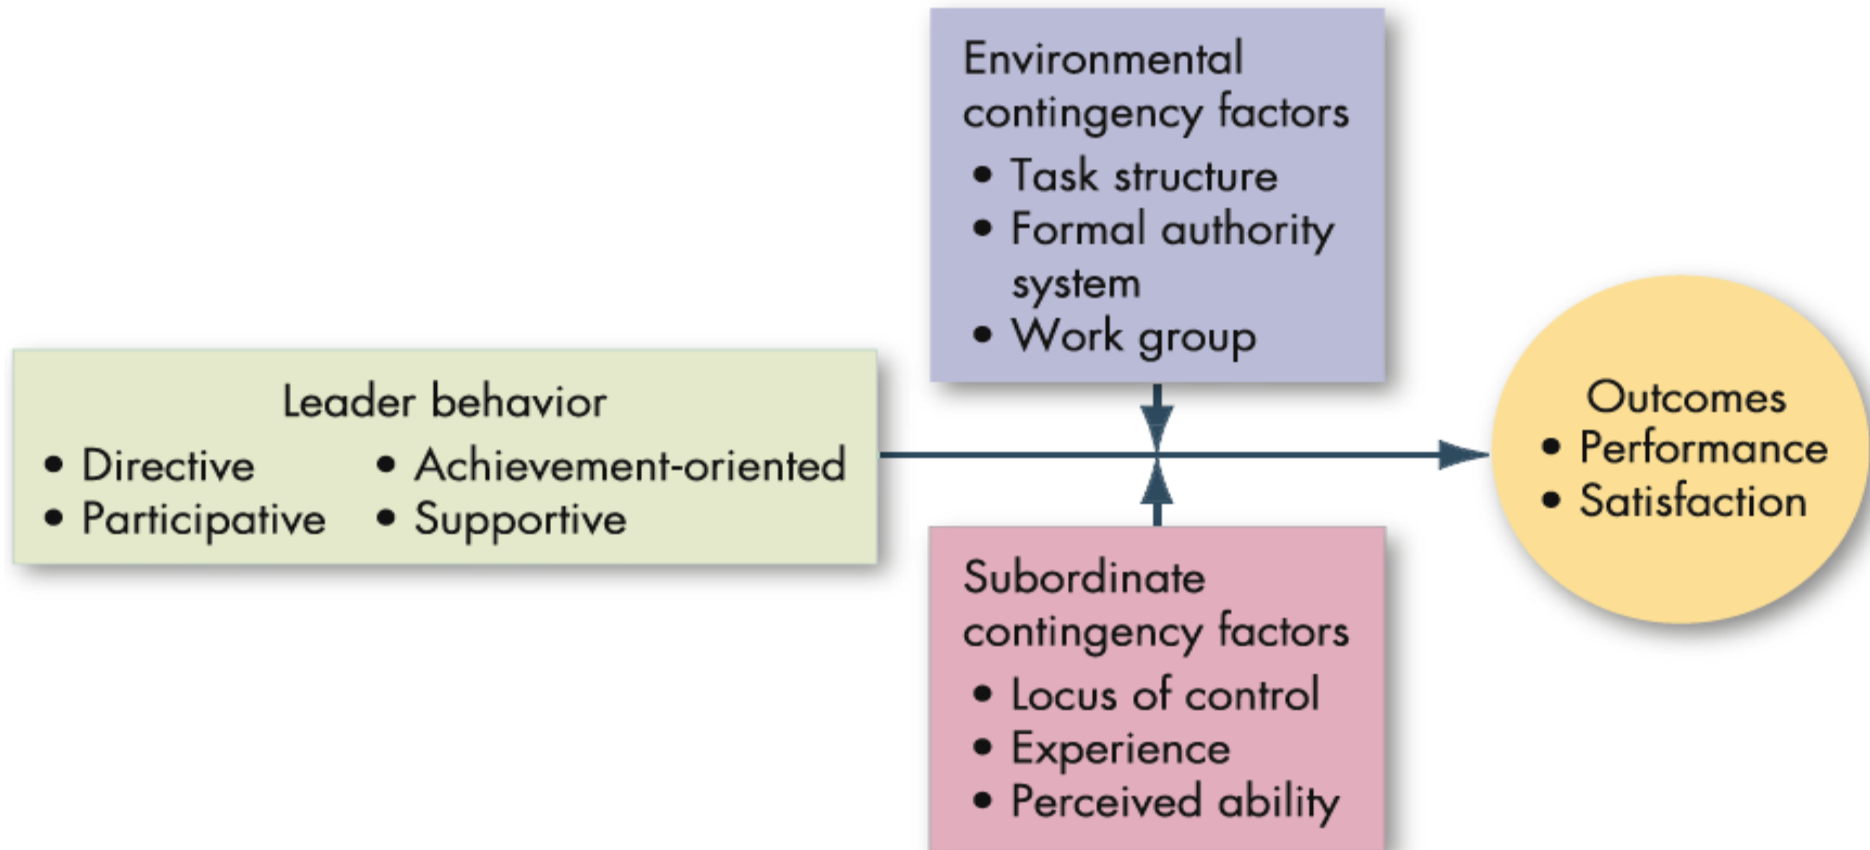 Environmental
contingency factors
• Task structure
• Formal authority
system
• Work group
Leader behavior
• Directive • Achievement-oriented
• Participative • Supportive
Outcomes
• Performance
• Satisfaction
Subordinate
contingency factors
• Locus of control
• Experience
• Perceived ability